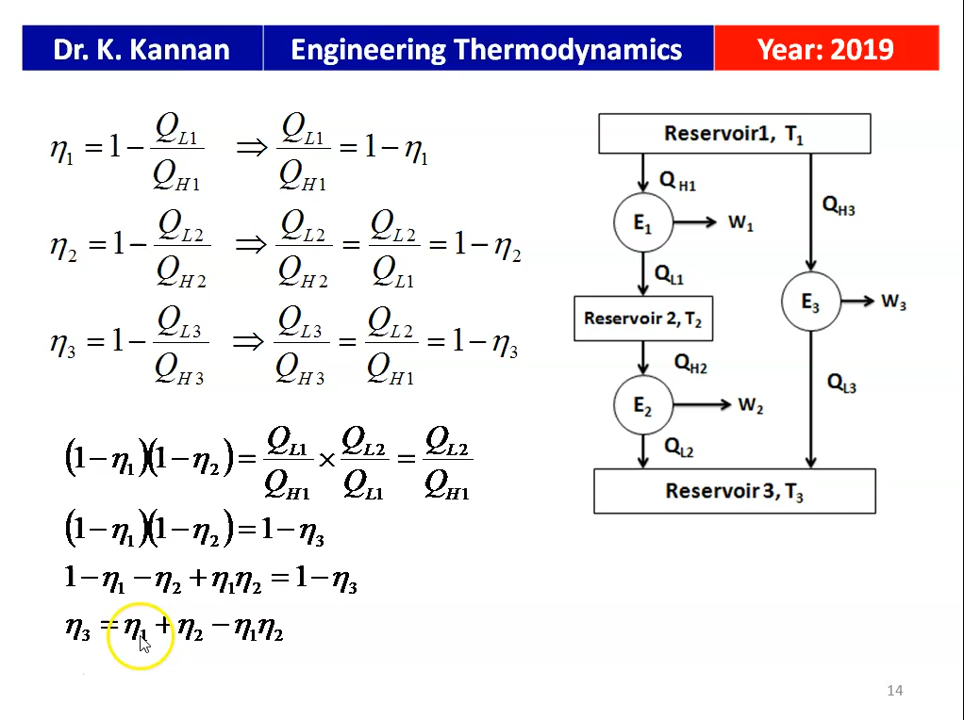 Dr. K. Kannan Engineering Thermodynamics Year: 2019
η₁ = 1 − Q_L1/Q_H1 ⇒ Q_L1/Q_H1 = 1 − η₁
η₂ = 1 − Q_L2/Q_H2 ⇒ Q_L2/Q_H2 = Q_L2/Q_L1 = 1 − η₂
η₃ = 1 − Q_L3/Q_H3 ⇒ Q_L3/Q_H3 = Q_L2/Q_H1 = 1 − η₃
(1 − η₁)(1 − η₂) = Q_L1/Q_H1 × Q_L2/Q_L1 = Q_L2/Q_H1
(1 − η₁)(1 − η₂) = 1 − η₃
1 − η₁ − η₂ + η₁η₂ = 1 − η₃
η₃ = η₁ + η₂ − η₁η₂
Reservoir1, T₁
Q_H1
Q_H3
E₁
W₁
Q_L1
E₃
W₃
Reservoir 2, T₂
Q_H2
Q_L3
E₂
W₂
Q_L2
Reservoir 3, T₃
14